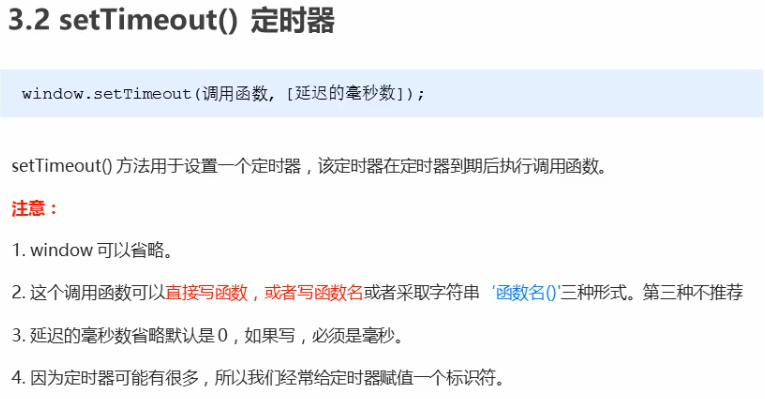 3.2 setTimeout() 定时器
window.setTimeout(调用函数, [延迟的毫秒数]);
setTimeout() 方法用于设置一个定时器，该定时器在定时器到期后执行调用函数。
注意：
1. window 可以省略。
2. 这个调用函数可以直接写函数，或者写函数名或者采取字符串‘函数名()'三种形式。第三种不推荐
3. 延迟的毫秒数省略默认是 0，如果写，必须是毫秒。
4. 因为定时器可能有很多，所以我们经常给定时器赋值一个标识符。